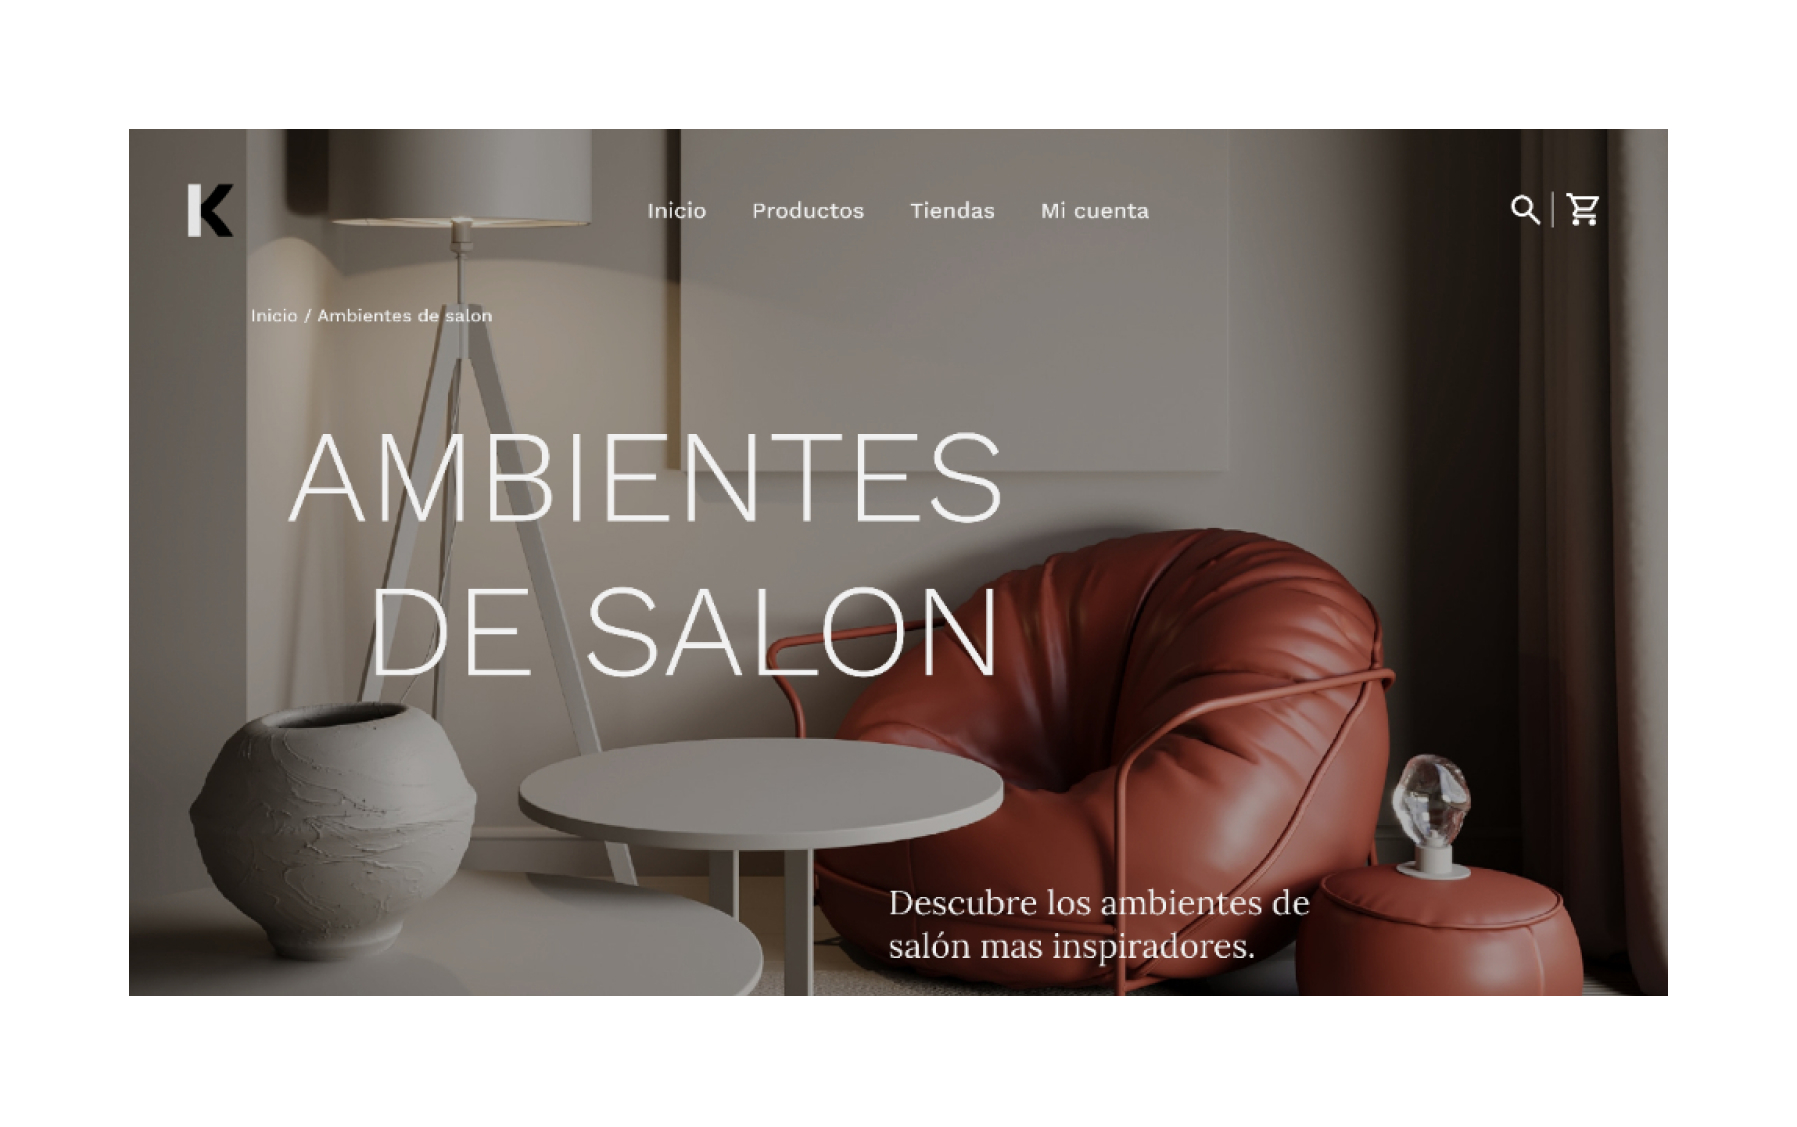 K
Inicio Productos Tiendas Mi cuenta
Inicio / Ambientes de salon
AMBIENTES
DE SALON
Descubre los ambientes de
salón mas inspiradores.